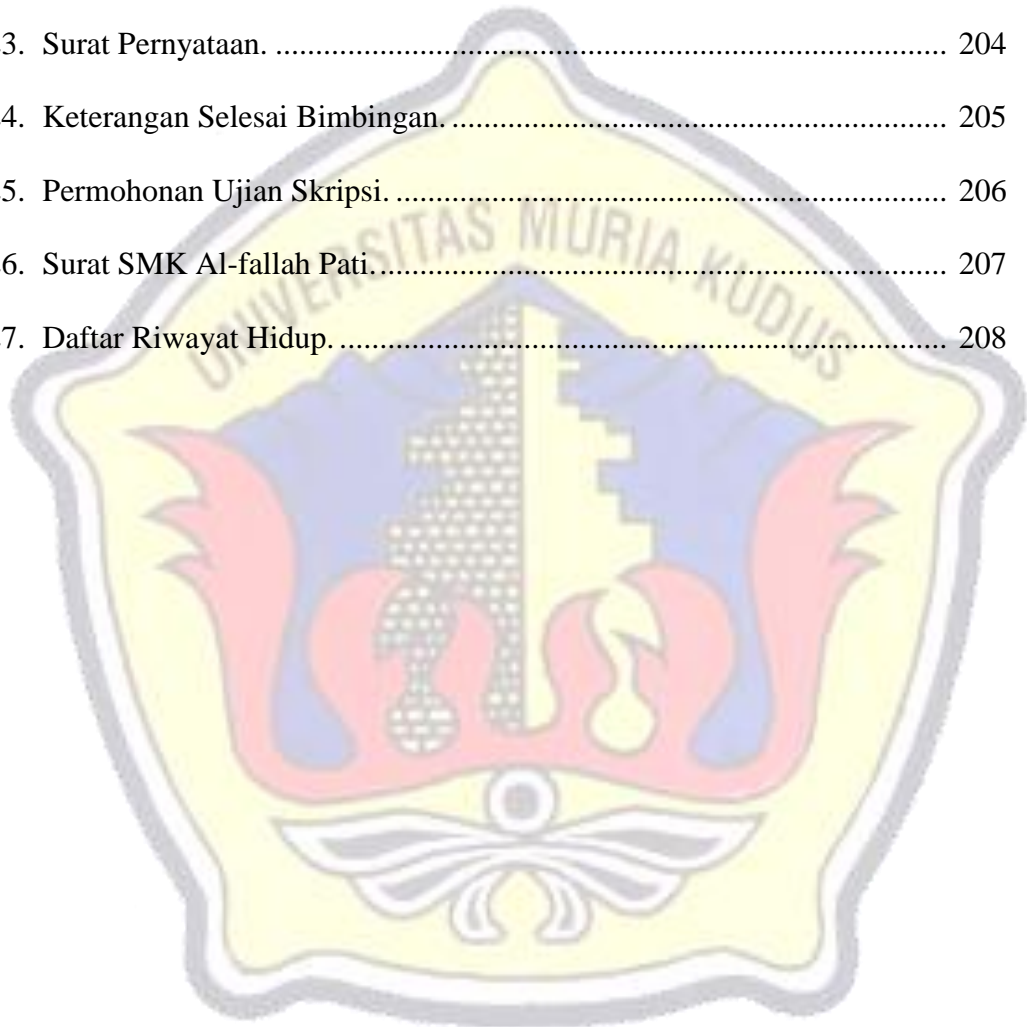 3. Surat Pernyataan. ........................................................................................ 204
4. Keterangan Selesai Bimbingan. ................................................................. 205
5. Permohonan Ujian Skripsi. ........................................................................ 206
6. Surat SMK Al-fallah Pati. .......................................................................... 207
7. Daftar Riwayat Hidup. ............................................................................... 208
UNIVERSITAS MURIA KUDUS